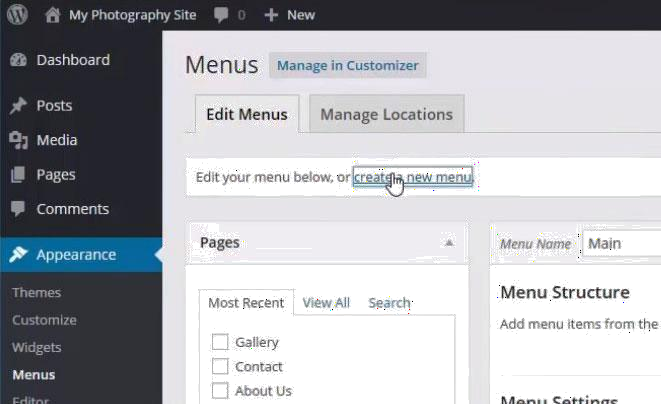 My Photography Site 0 + New
Dashboard
Posts
Media
Pages
Comments
Appearance
Themes
Customize
Widgets
Menus
Editor
Menus Manage in Customizer
Edit Menus Manage Locations
Edit your menu below, or create a new menu.
Pages
Most Recent View All Search
Gallery
Contact
About Us
Menu Name Main
Menu Structure
Add menu items from the
Menu Settings